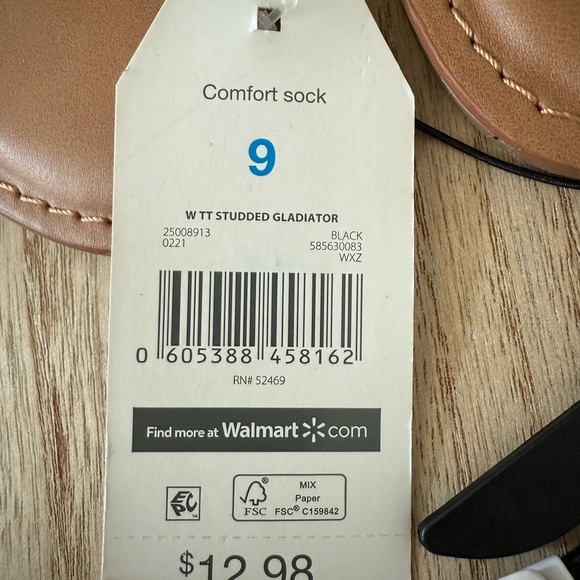 Comfort sock
9
W TT STUDDED GLADIATOR
25008913 BLACK
0221 585630083
WXZ
0 605388 458162
RN# 52469
Find more at Walmart.com
EPC
FSC® MIX
Paper
FSC® C159842
$12.98